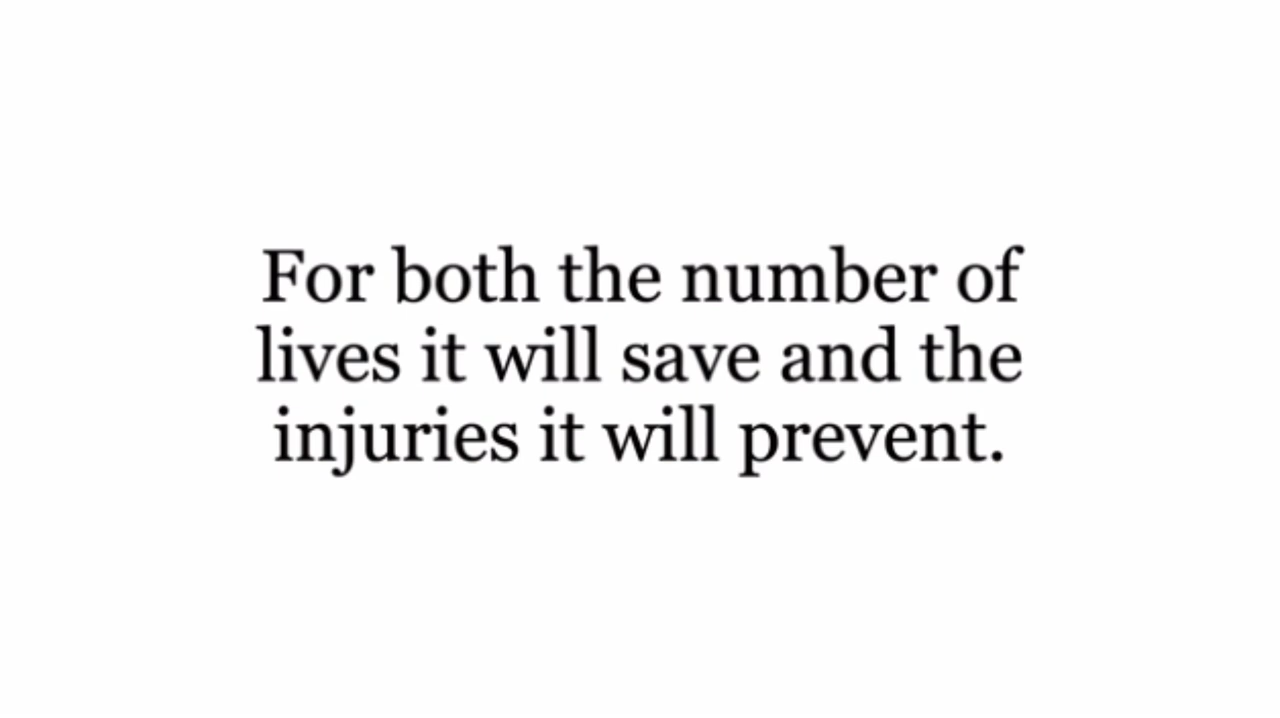 For both the number of
lives it will save and the
injuries it will prevent.